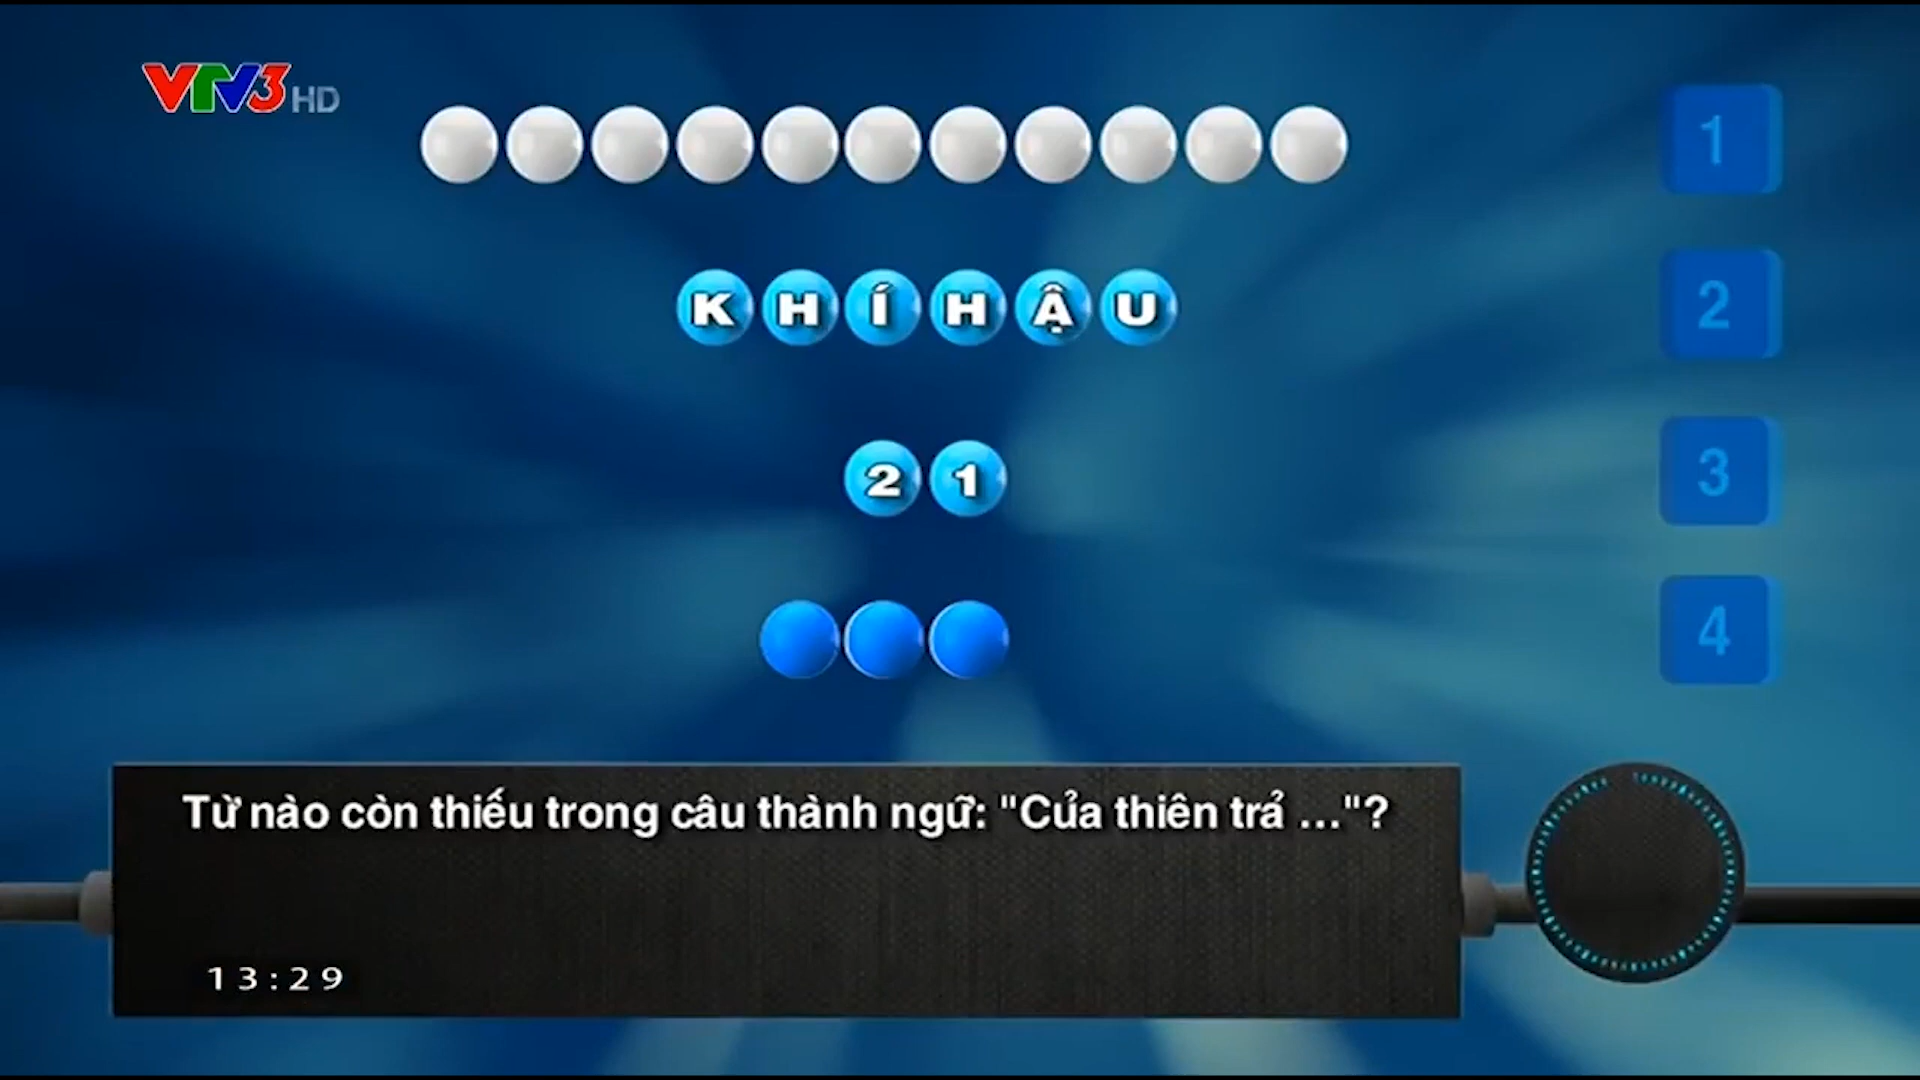 VTV3 HD
1
KHÍHẬU
2
21
3
4
Từ nào còn thiếu trong câu thành ngữ: "Của thiên trả ..."?
13:29